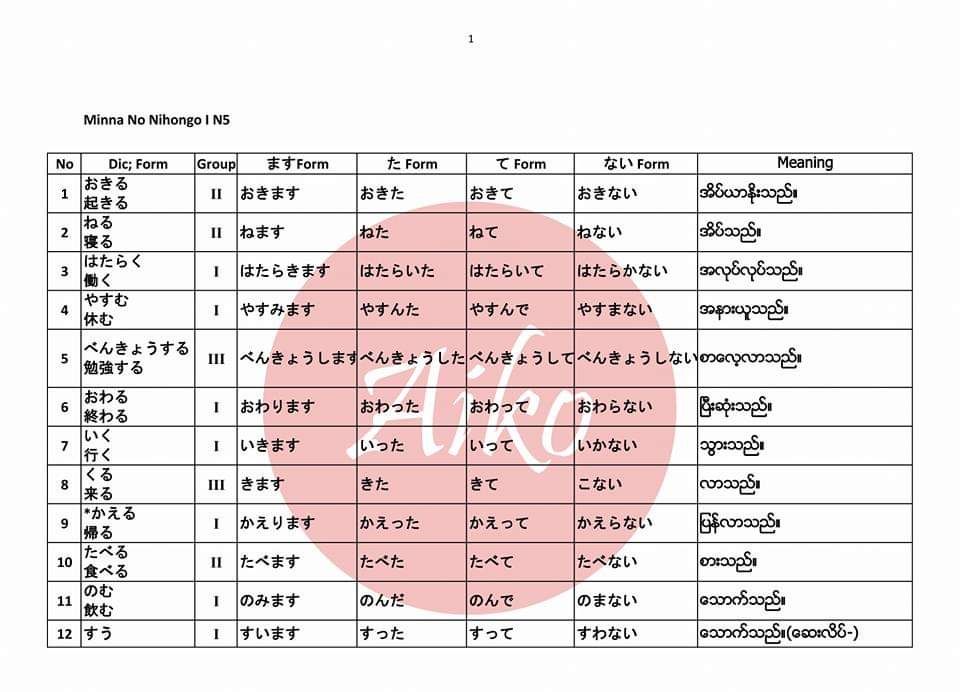 1
Minna No Nihongo I N5
No Dic; Form Group ますForm た Form て Form ない Form Meaning
1 おきる 起きる II おきます おきた おきて おきない အိပ်ယာနိုးသည်။
2 ねる 寝る II ねます ねた ねて ねない အိပ်သည်။
3 はたらく 働く I はたらきます はたらいた はたらいて はたらかない အလုပ်လုပ်သည်။
4 やすむ 休む I やすみます やすんた やすんで やすまない အနားယူသည်။
5 べんきょうする 勉強する III べんきょうします べんきょうした べんきょうして べんきょうしない စာလေ့လာသည်။
6 おわる 終わる I おわります おわった おわって おわらない ပြီးဆုံးသည်။
7 いく 行く I いきます いった いって いかない သွားသည်။
8 くる 来る III きます きた きて こない လာသည်။
9 *かえる 帰る I かえります かえった かえって かえらない ပြန်လာသည်။
10 たべる 食べる II たべます たべた たべて たべない စားသည်။
11 のむ 飲む I のみます のんだ のんで のまない သောက်သည်။
12 すう I すいます すった すって すわない သောက်သည်။(ဆေးလိပ်-)
Aiko